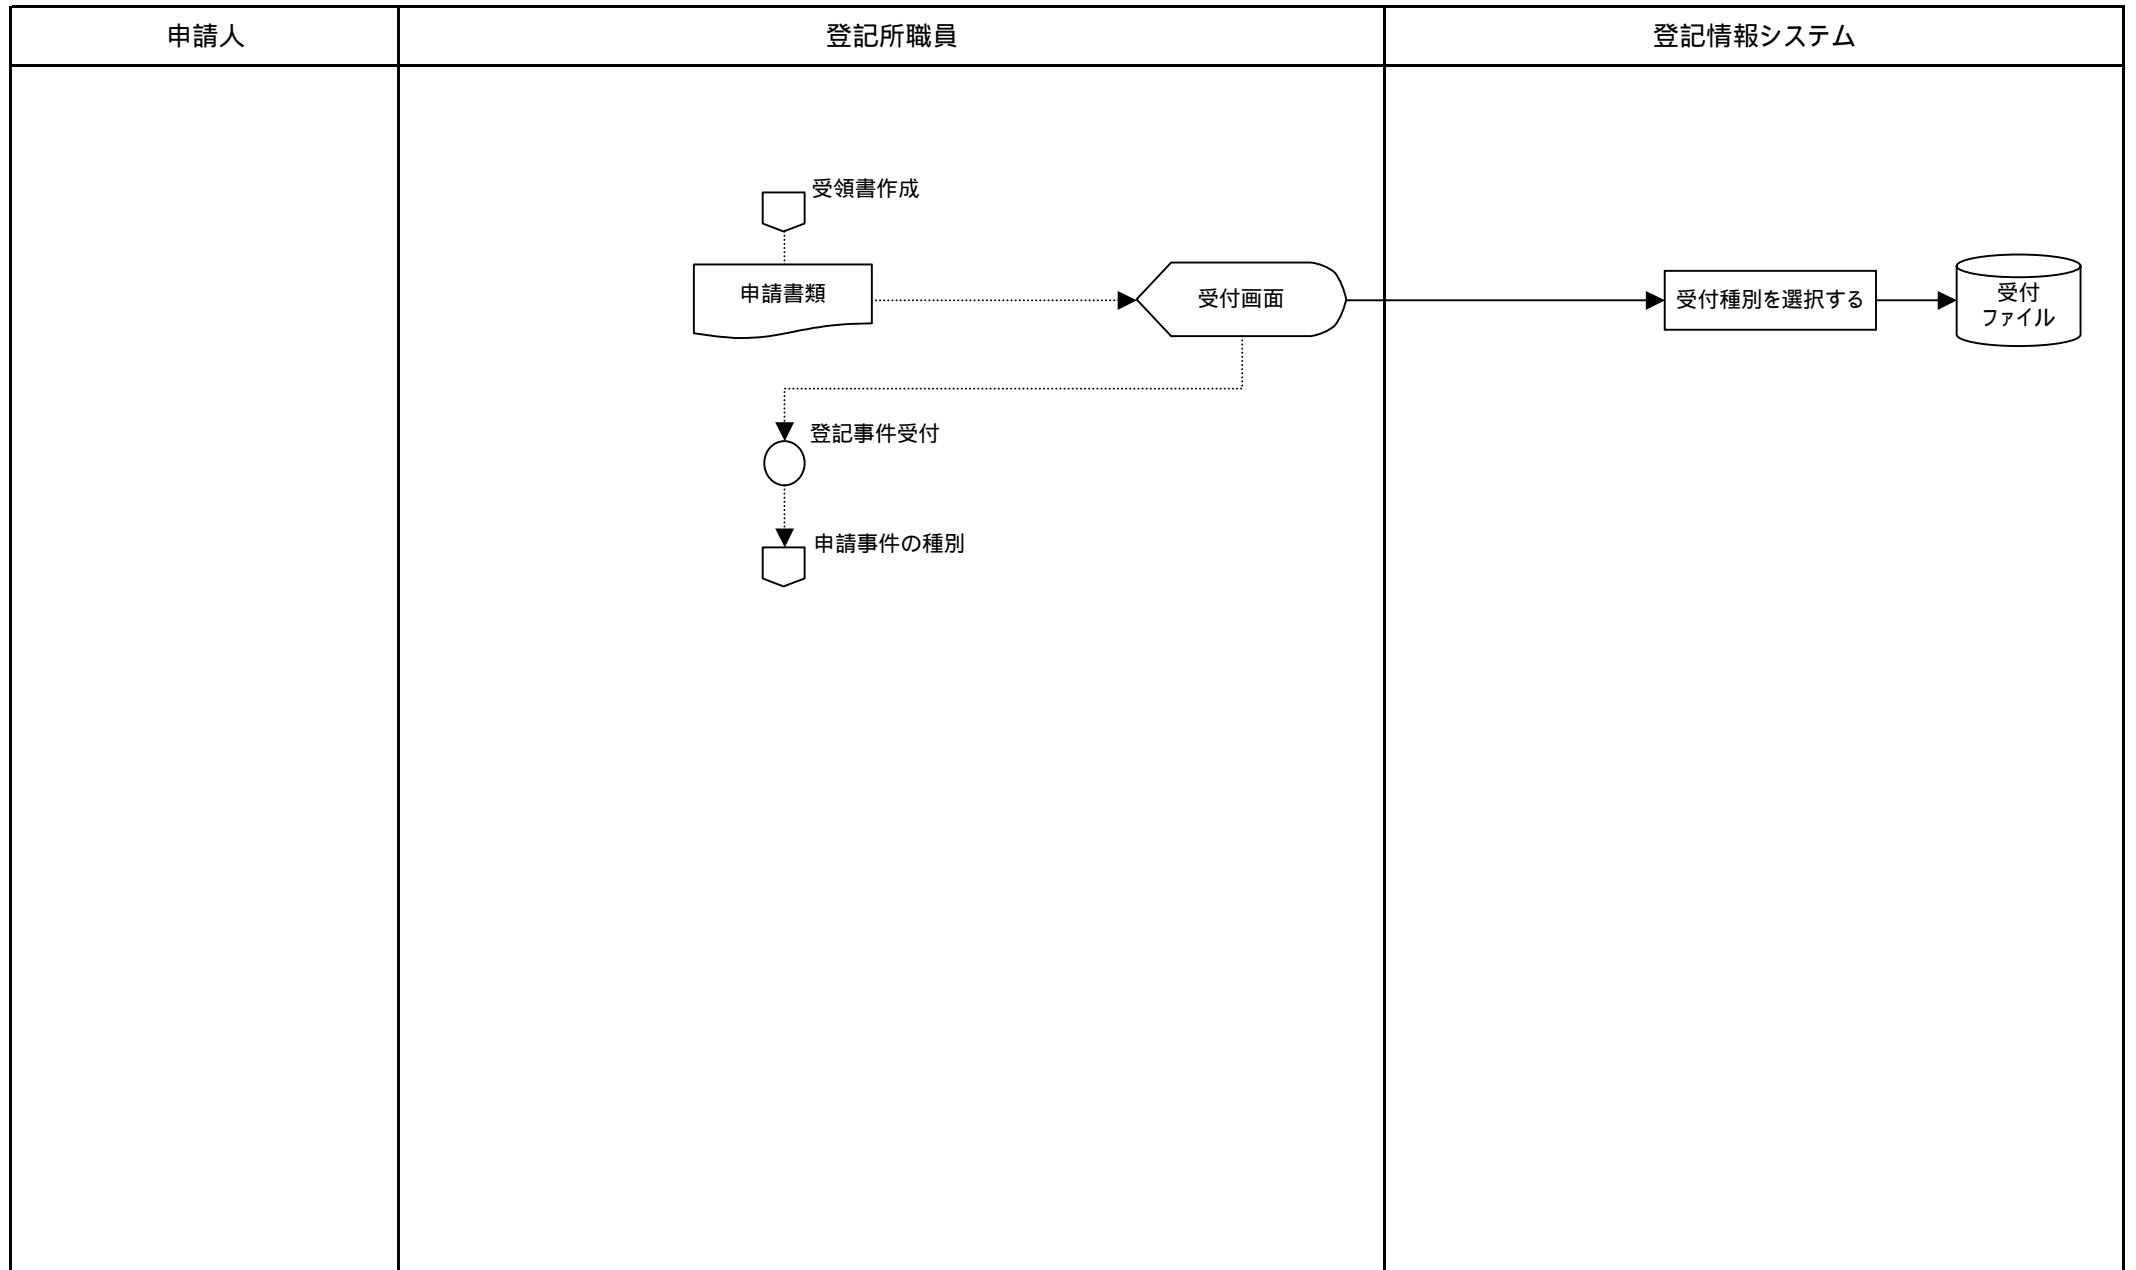 申請人
登記所職員
登記情報システム
受領書作成
申請書類
受付画面
受付種別を選択する
受付
ファイル
登記事件受付
申請事件の種別